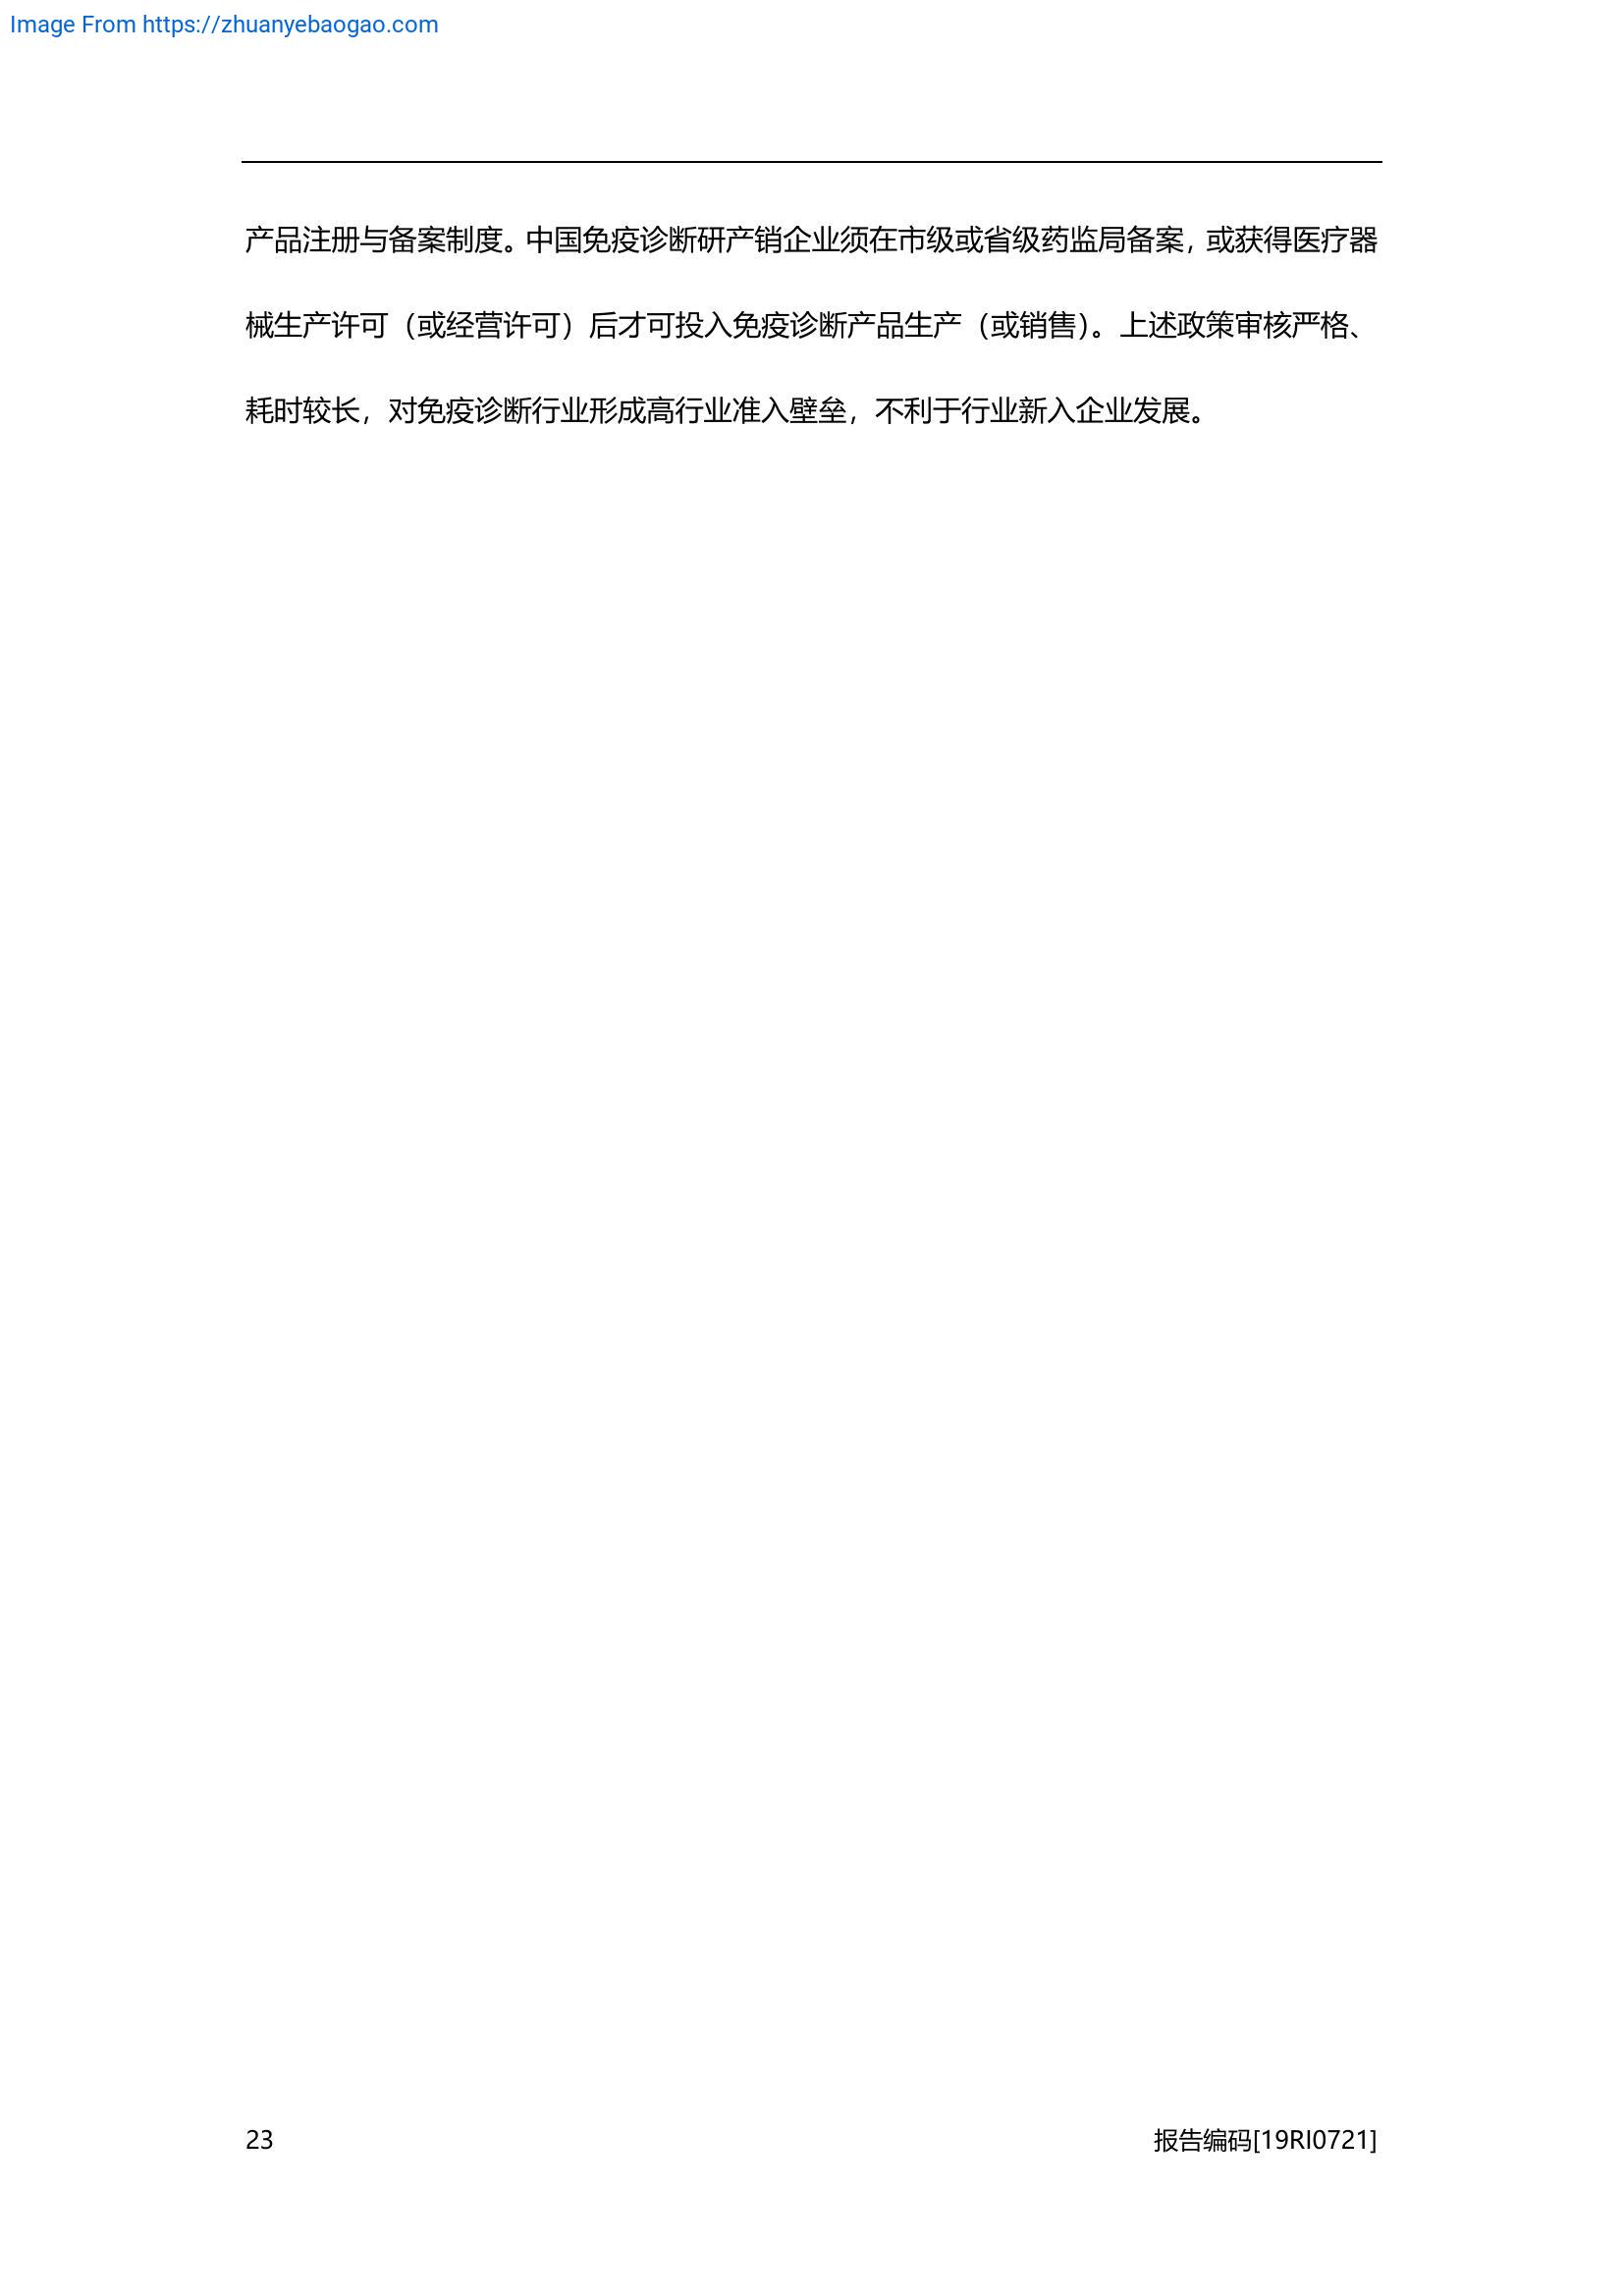 Image From https://zhuanyebaogao.com
产品注册与备案制度。中国免疫诊断研产销企业须在市级或省级药监局备案，或获得医疗器
械生产许可（或经营许可）后才可投入免疫诊断产品生产（或销售）。上述政策审核严格、
耗时较长，对免疫诊断行业形成高行业准入壁垒，不利于行业新入企业发展。
23
报告编码[19RI0721]